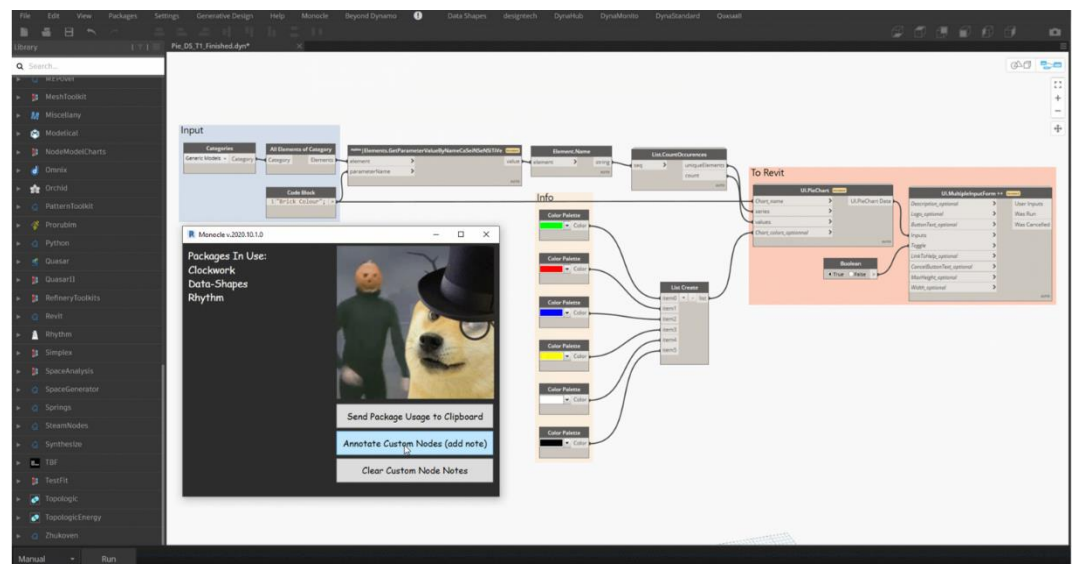 File Edit View Packages Settings Generative Design Help Monocle Beyond Dynamo Data Shapes designtech DynaHub DynaMonito DynaStandard Quoxalt
Library
Pie_DS_T1_Finished.dyn*
Search...
MeshToolkit
Miscellany
Modelical
NodeModelCharts
Omnix
Orchid
PatternToolkit
Prorubim
Python
Quasar
Quasar()
RefineryToolkits
Revit
Rhythm
Simplex
SpaceAnalysis
SpaceGenerator
Springs
SteamNodes
Synthesize
TBF
TestFit
Topologic
TopologicEnergy
Zhukoven
Manual
Run
Input
Categories
Generic Models Category
All Elements of Category
Category Elements
Code Block
1 "Brick Colour";
Elements.GetParameterValueByName
element value
parameterName
Element.Name
element string
List.CountOccurences
seq uniqueElements
count
Info
Color Palette
Color
Color Palette
Color
Color Palette
Color
Color Palette
Color
Color Palette
Color
Color Palette
Color
List Create
item0 + - list
item1
item2
item3
item4
item5
To Revit
UI.PieChart
Chart_name UI.PieChart Data
series
values
Chart_colors_optionnal
Boolean
True False
UI.MultipleInputForm ++
Description_optional User Inputs
Logo_optional Was Run
ButtonText_optional Was Cancelled
Inputs
Toggle
LinkToHelp_optional
CancelButtonText_optional
MaxHeight_optional
Width_optional
Monocle v.2020.10.1.0
Packages In Use:
Clockwork
Data-Shapes
Rhythm
Send Package Usage to Clipboard
Annotate Custom Nodes (add note)
Clear Custom Node Notes